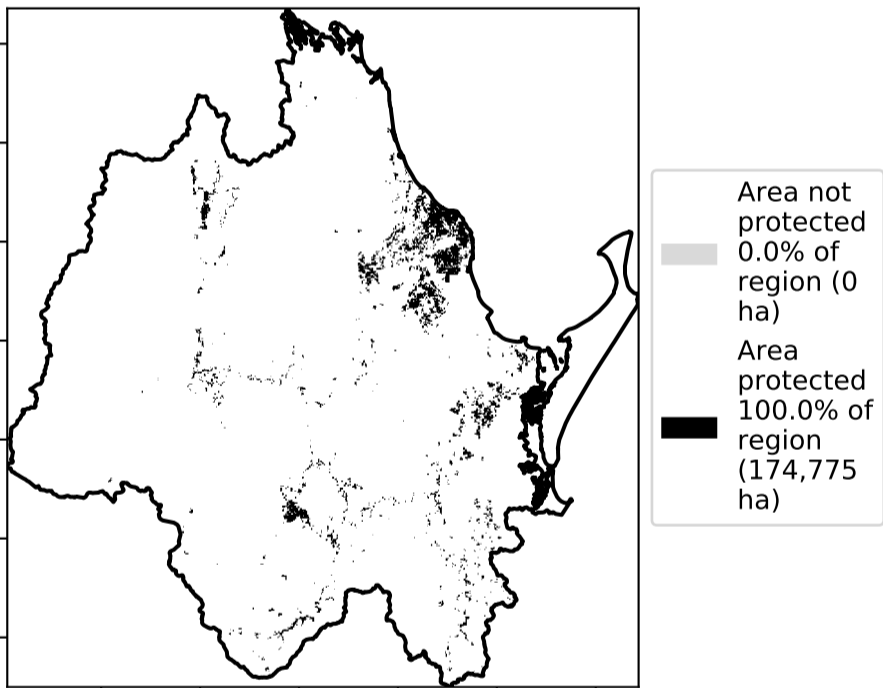 Area not
protected
0.0% of
region (0
ha)
Area
protected
100.0% of
region
(174,775
ha)